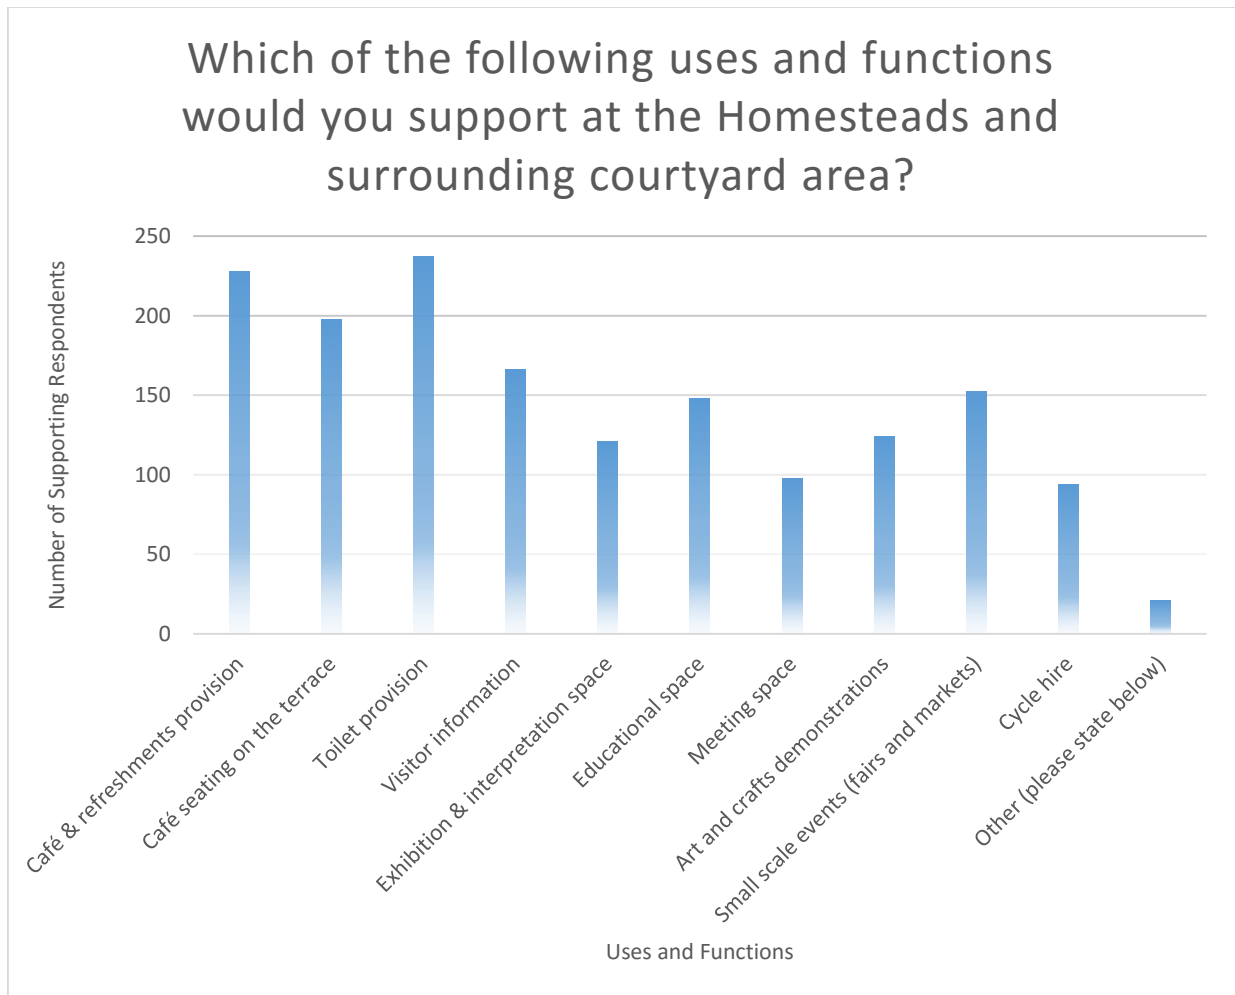 Which of the following uses and functions
would you support at the Homesteads and
surrounding courtyard area?
Number of Supporting Respondents
250
200
150
100
50
0
Café & refreshments provision
Café seating on the terrace
Toilet provision
Visitor information
Exhibition & interpretation space
Educational space
Meeting space
Art and crafts demonstrations
Small scale events (fairs and markets)
Cycle hire
Other (please state below)
Uses and Functions